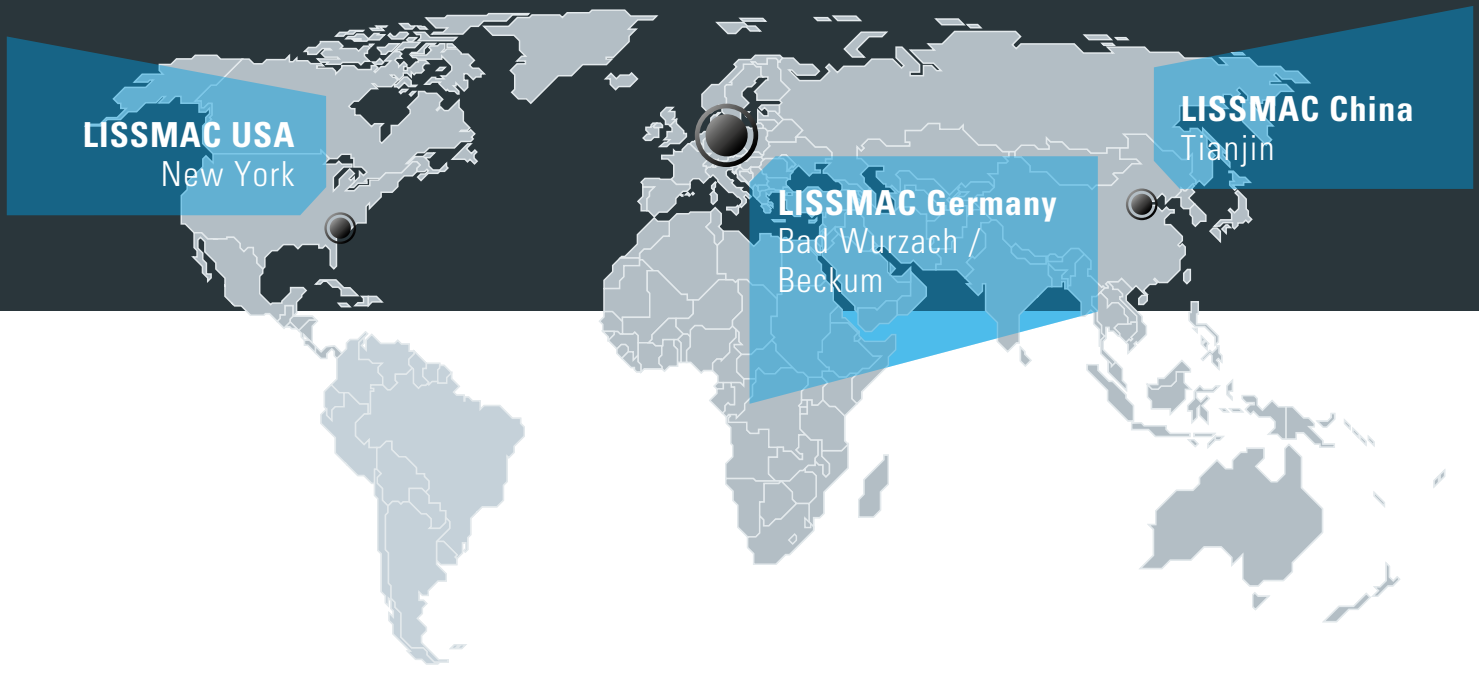 LISSMAC USA
New York
LISSMAC Germany
Bad Wurzach /
Beckum
LISSMAC China
Tianjin